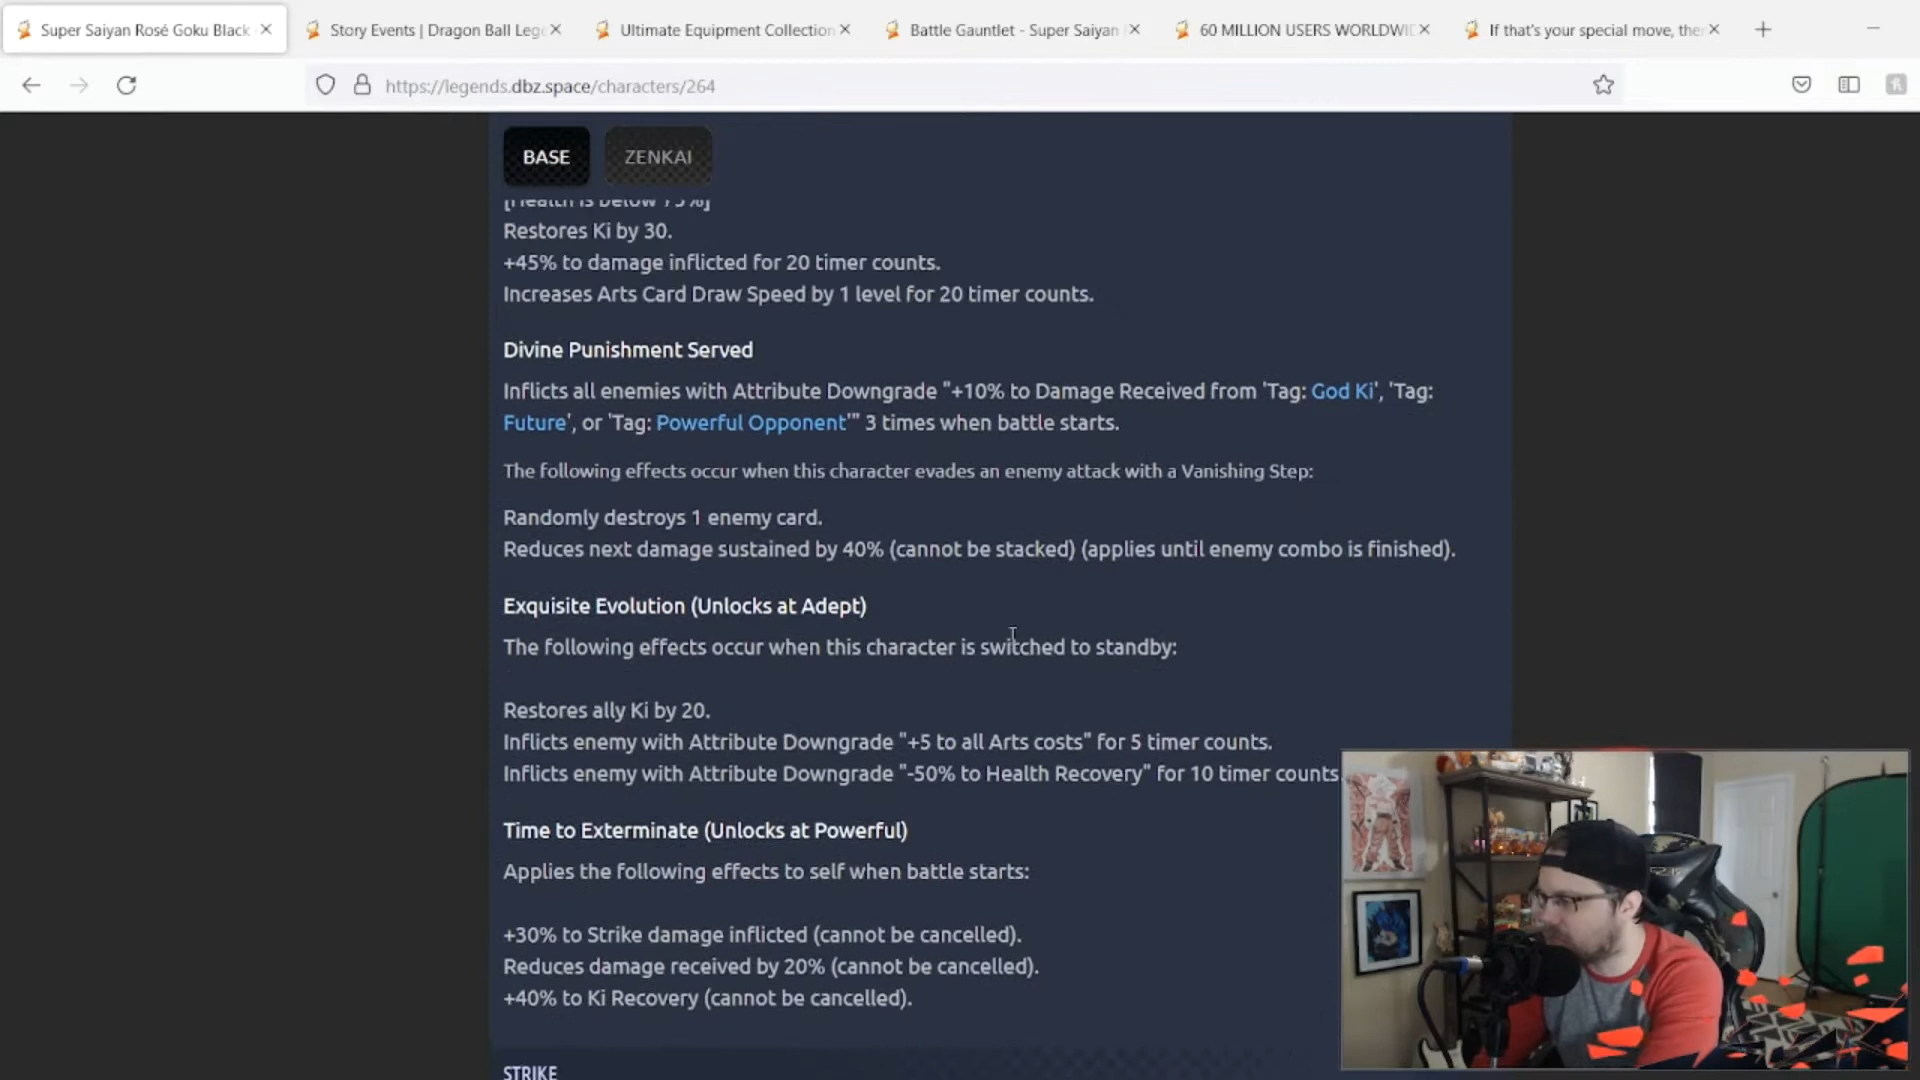 Super Saiyan Rosé Goku Black
Story Events | Dragon Ball Lege
Ultimate Equipment Collection
Battle Gauntlet - Super Saiyan
60 MILLION USERS WORLDWID
If that's your special move, ther
https://legends.dbz.space/characters/264
BASE
ZENKAI
[Health is below 75%]
Restores Ki by 30.
+45% to damage inflicted for 20 timer counts.
Increases Arts Card Draw Speed by 1 level for 20 timer counts.
Divine Punishment Served
Inflicts all enemies with Attribute Downgrade "+10% to Damage Received from 'Tag: God Ki', 'Tag:
Future', or 'Tag: Powerful Opponent'" 3 times when battle starts.
The following effects occur when this character evades an enemy attack with a Vanishing Step:
Randomly destroys 1 enemy card.
Reduces next damage sustained by 40% (cannot be stacked) (applies until enemy combo is finished).
Exquisite Evolution (Unlocks at Adept)
The following effects occur when this character is switched to standby:
Restores ally Ki by 20.
Inflicts enemy with Attribute Downgrade "+5 to all Arts costs" for 5 timer counts.
Inflicts enemy with Attribute Downgrade "-50% to Health Recovery" for 10 timer counts.
Time to Exterminate (Unlocks at Powerful)
Applies the following effects to self when battle starts:
+30% to Strike damage inflicted (cannot be cancelled).
Reduces damage received by 20% (cannot be cancelled).
+40% to Ki Recovery (cannot be cancelled).
STRIKE